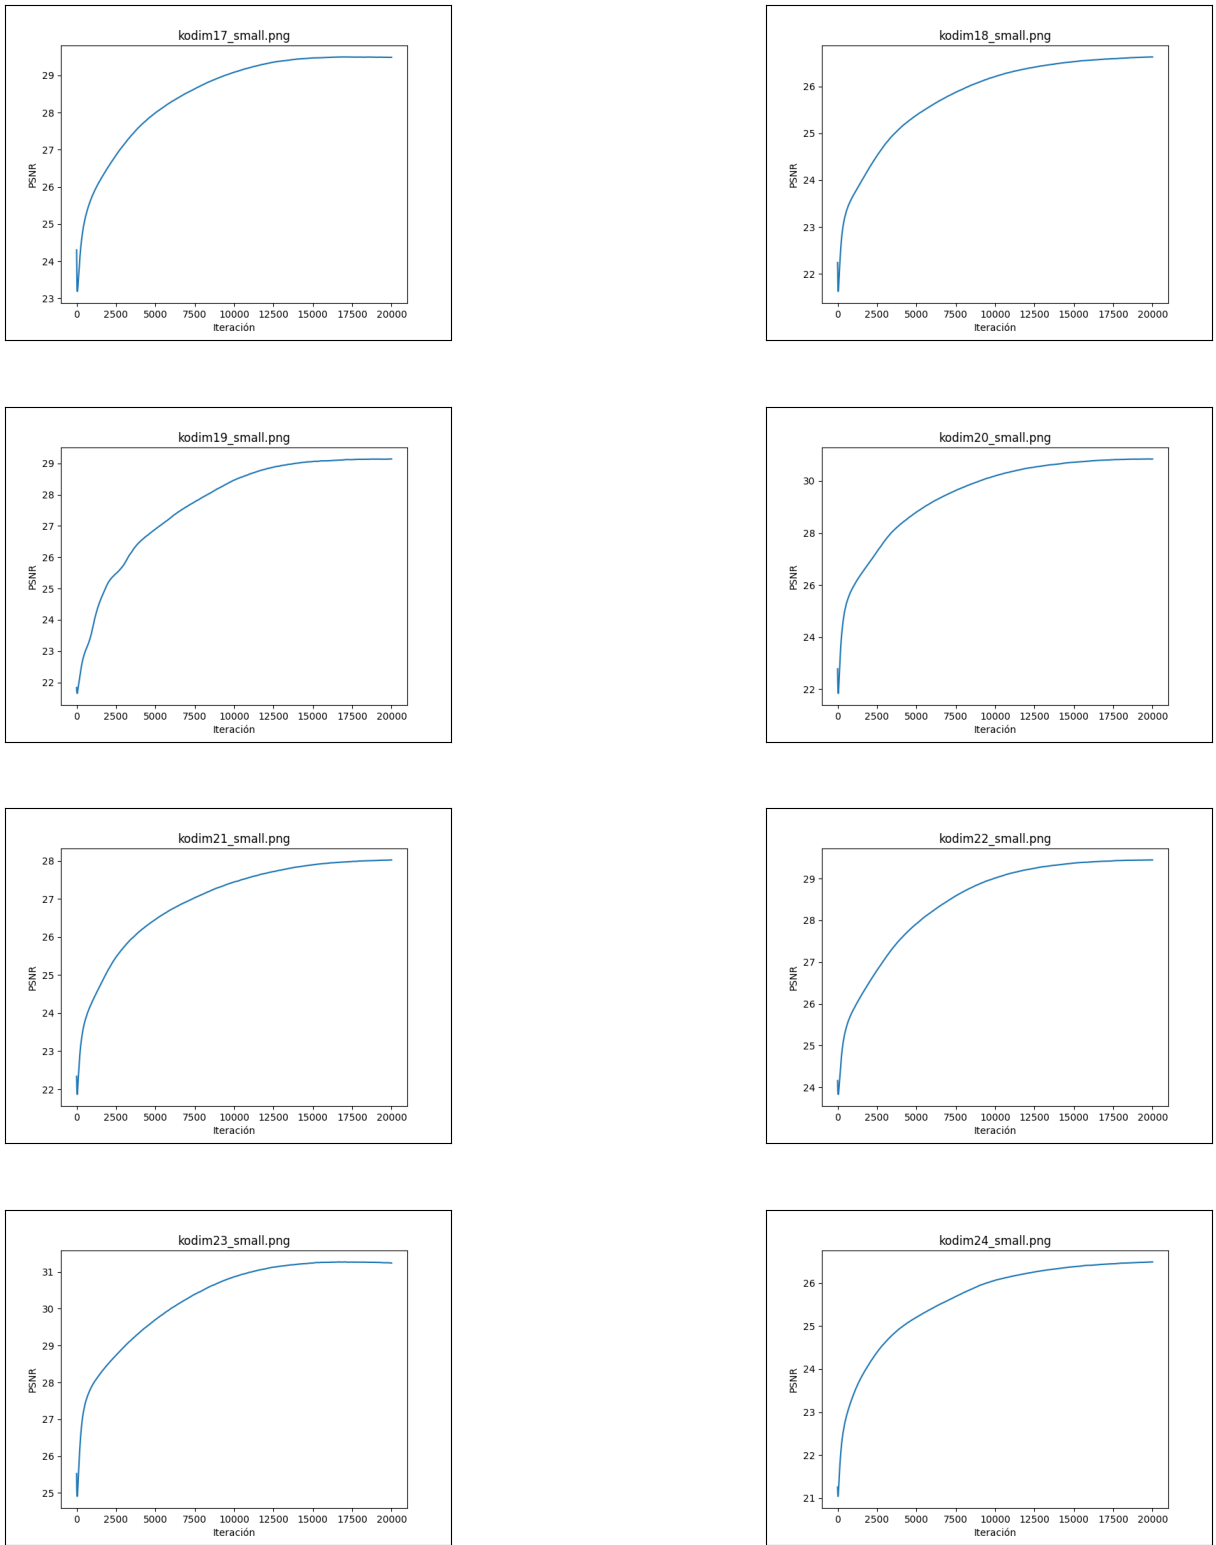 kodim17_small.png
PSNR
29
28
27
26
25
24
23
0 2500 5000 7500 10000 12500 15000 17500 20000
Iteración
kodim18_small.png
PSNR
26
25
24
23
22
0 2500 5000 7500 10000 12500 15000 17500 20000
Iteración
kodim19_small.png
PSNR
29
28
27
26
25
24
23
22
0 2500 5000 7500 10000 12500 15000 17500 20000
Iteración
kodim20_small.png
PSNR
30
28
26
24
22
0 2500 5000 7500 10000 12500 15000 17500 20000
Iteración
kodim21_small.png
PSNR
28
27
26
25
24
23
22
0 2500 5000 7500 10000 12500 15000 17500 20000
Iteración
kodim22_small.png
PSNR
29
28
27
26
25
24
0 2500 5000 7500 10000 12500 15000 17500 20000
Iteración
kodim23_small.png
PSNR
31
30
29
28
27
26
25
0 2500 5000 7500 10000 12500 15000 17500 20000
Iteración
kodim24_small.png
PSNR
26
25
24
23
22
21
0 2500 5000 7500 10000 12500 15000 17500 20000
Iteración